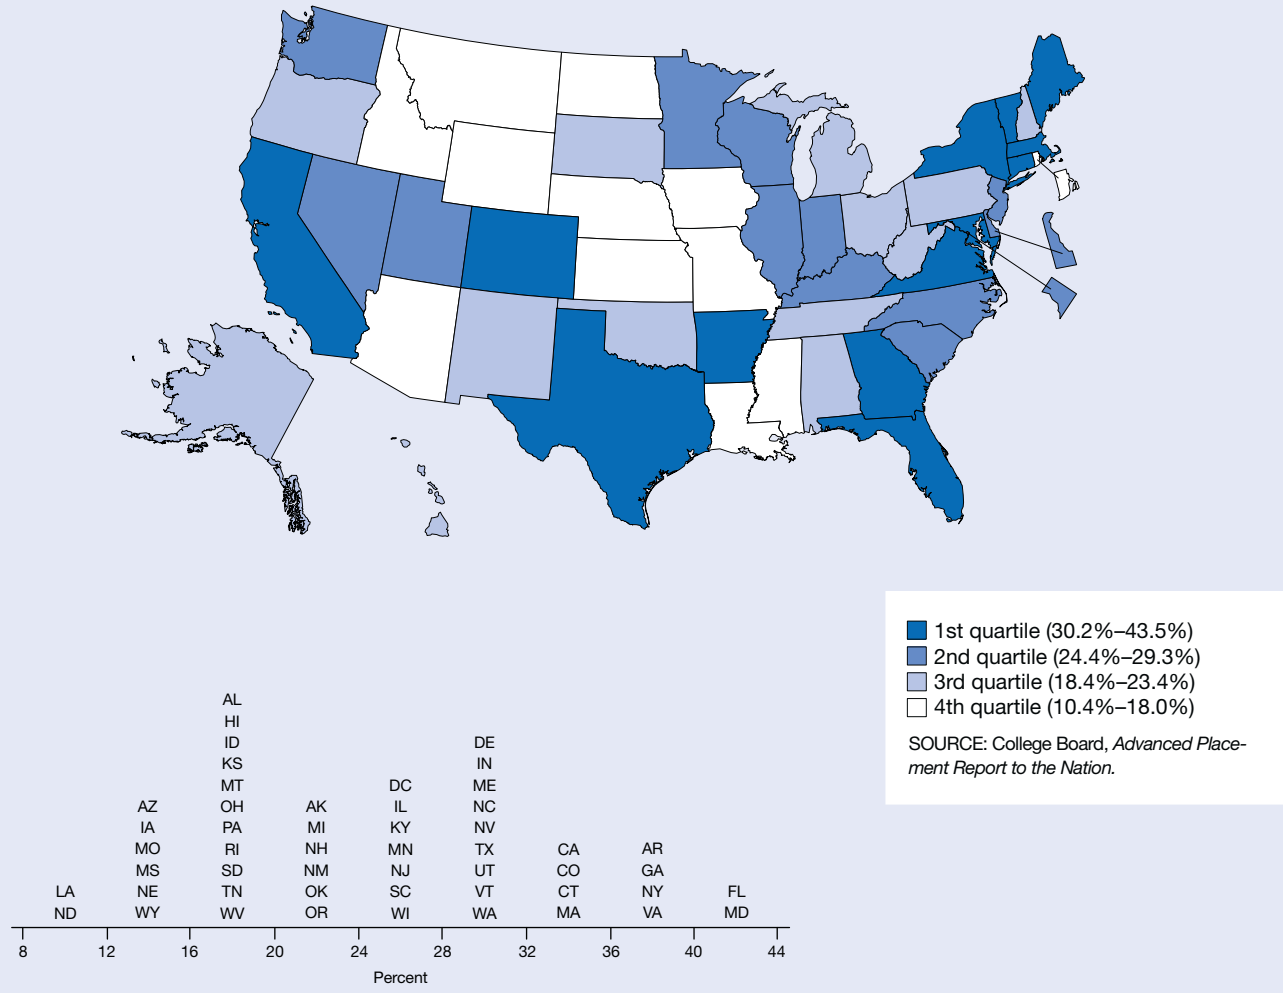 1st quartile (30.2%–43.5%)
2nd quartile (24.4%–29.3%)
3rd quartile (18.4%–23.4%)
4th quartile (10.4%–18.0%)
SOURCE: College Board, Advanced Place-
ment Report to the Nation.
AL
HI
ID DE
KS IN
MT DC ME
AZ OH AK IL NC
IA PA MI KY NV
MO RI NH MN TX CA AR
MS SD NM NJ UT CO GA
LA NE TN OK SC VT CT NY FL
ND WY WV OR WI WA MA VA MD
8 12 16 20 24 28 32 36 40 44
Percent